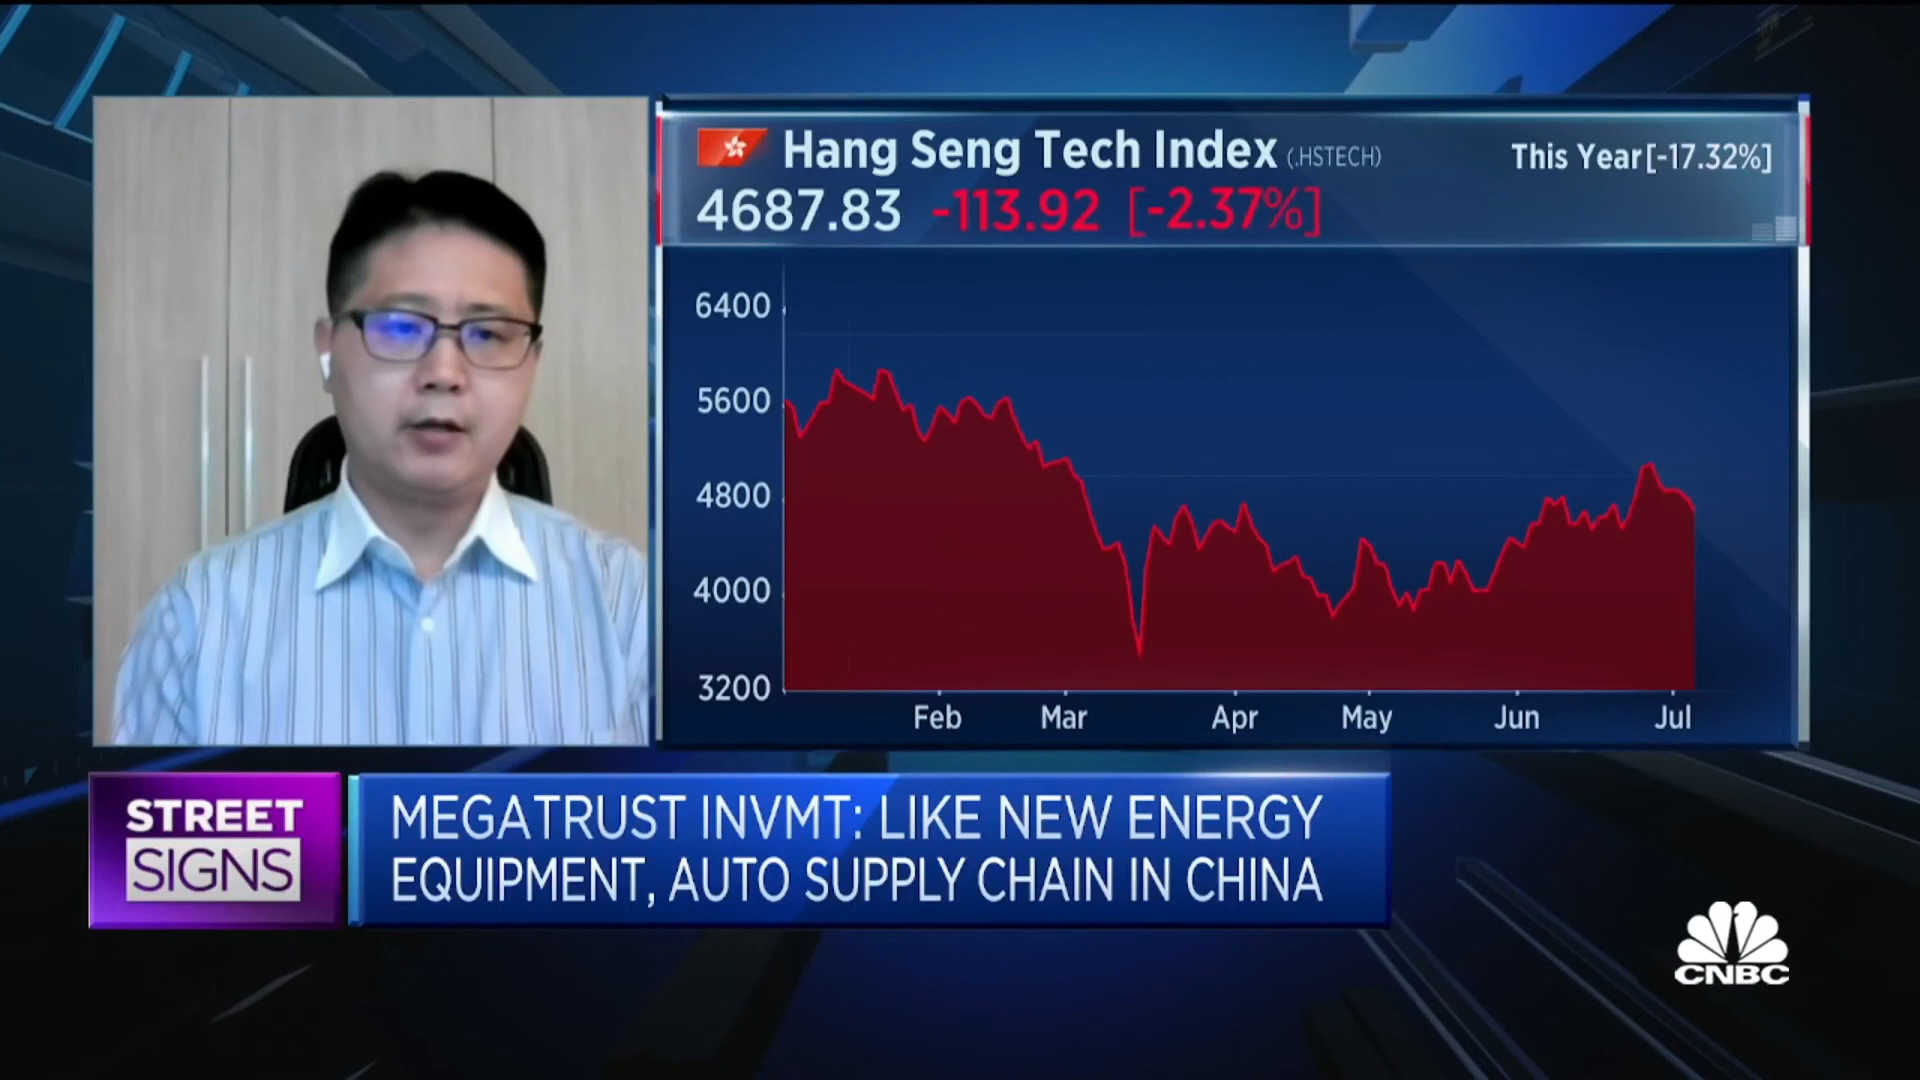 Hang Seng Tech Index (.HSTECH) This Year[-17.32%]
4687.83 -113.92 [-2.37%]
6400
5600
4800
4000
3200
Feb Mar Apr May Jun Jul
STREET
SIGNS
MEGATRUST INVMT: LIKE NEW ENERGY
EQUIPMENT, AUTO SUPPLY CHAIN IN CHINA
CNBC